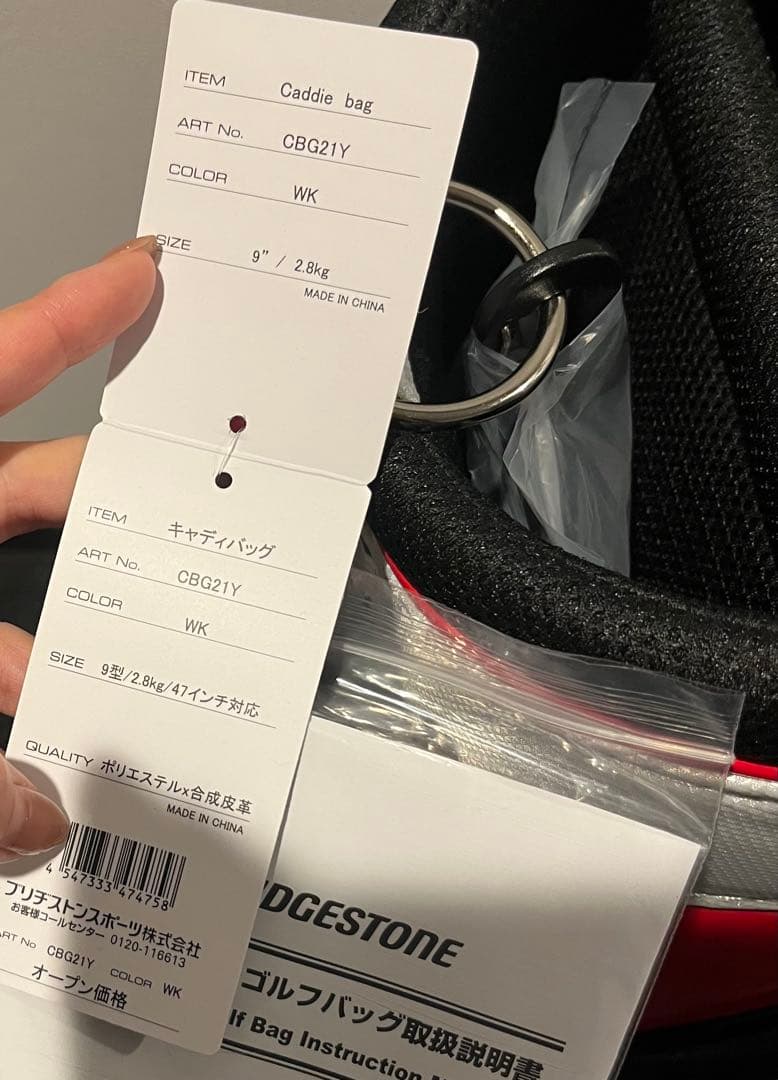 ITEM Caddie bag
ART No. CBG21Y
COLOR WK
SIZE 9” / 2.8kg
MADE IN CHINA
ITEM キャディバッグ
ART No. CBG21Y
COLOR WK
SIZE 9型/2.8kg/47インチ対応
QUALITY ポリエステルx合成皮革
MADE IN CHINA
4 547333 474758
ブリヂストンスポーツ株式会社
お客様コールセンター 0120-116613
ART No CBG21Y COLOR WK
オープン価格
IDGESTONE
ゴルフバッグ取扱説明書
lf Bag Instruction